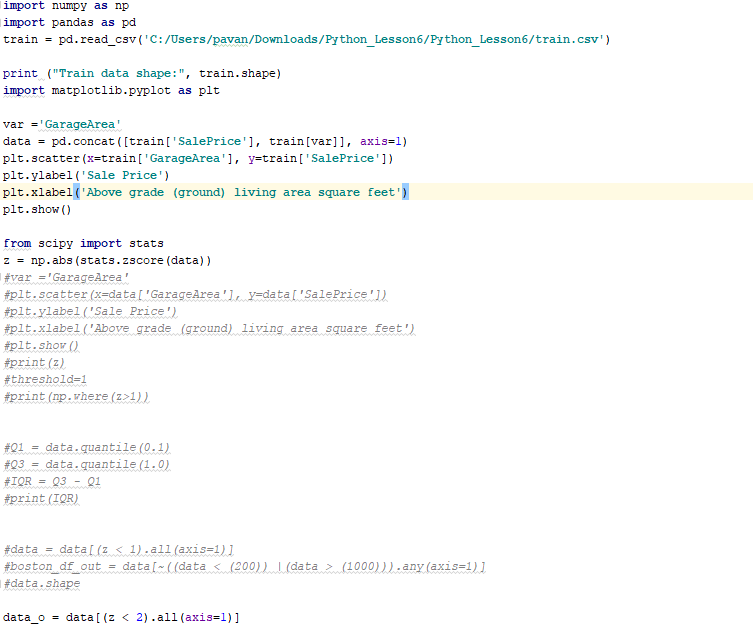 import numpy as np
import pandas as pd
train = pd.read_csv('C:/Users/pavan/Downloads/Python_Lesson6/Python_Lesson6/train.csv')
print ("Train data shape:", train.shape)
import matplotlib.pyplot as plt
var ='GarageArea'
data = pd.concat([train['SalePrice'], train[var]], axis=1)
plt.scatter(x=train['GarageArea'], y=train['SalePrice'])
plt.ylabel('Sale Price')
plt.xlabel('Above grade (ground) living area square feet')
plt.show()
from scipy import stats
z = np.abs(stats.zscore(data))
#var ='GarageArea'
#plt.scatter(x=data['GarageArea'], y=data['SalePrice'])
#plt.ylabel('Sale Price')
#plt.xlabel('Above grade (ground) living area square feet')
#plt.show()
#print(z)
#threshold=1
#print(np.where(z>1))
#Q1 = data.quantile(0.1)
#Q3 = data.quantile(1.0)
#IQR = Q3 - Q1
#print(IQR)
#data = data[(z < 1).all(axis=1)]
#boston_df_out = data[~((data < (200)) |(data > (1000))).any(axis=1)]
#data.shape
data_o = data[(z < 2).all(axis=1)]